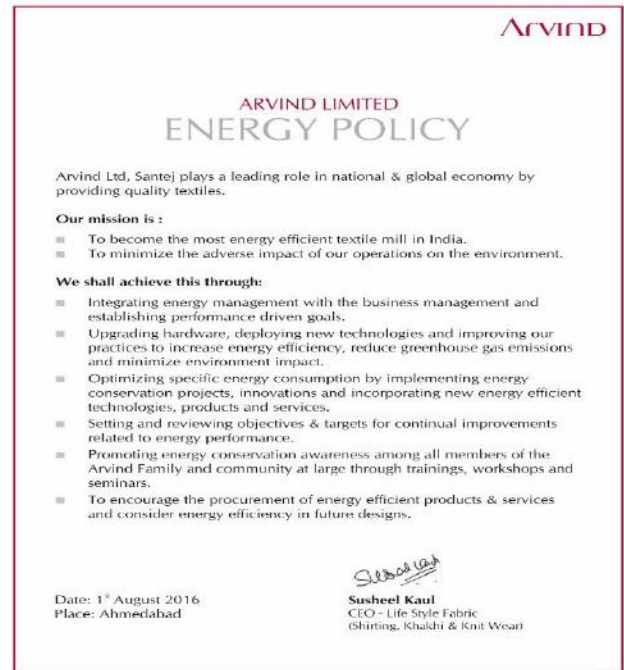 ARVIND
ARVIND LIMITED
ENERGY POLICY
Arvind Ltd, Santej plays a leading role in national & global economy by
providing quality textiles.
Our mission is :
To become the most energy efficient textile mill in India.
To minimize the adverse impact of our operations on the environment.
We shall achieve this through:
Integrating energy management with the business management and
establishing performance driven goals.
Upgrading hardware, deploying new technologies and improving our
practices to increase energy efficiency, reduce greenhouse gas emissions
and minimize environment impact.
Optimizing specific energy consumption by implementing energy
conservation projects, innovations and incorporating new energy efficient
technologies, products and services.
Setting and reviewing objectives & targets for continual improvements
related to energy performance.
Promoting energy conservation awareness among all members of the
Arvind Family and community at large through trainings, workshops and
seminars.
To encourage the procurement of energy efficient products & services
and consider energy efficiency in future designs.
Date: 1st August 2016
Place: Ahmedabad
Susheel Kaul
CEO - Life Style Fabric
(Shirting, Khakhi & Knit Wear)